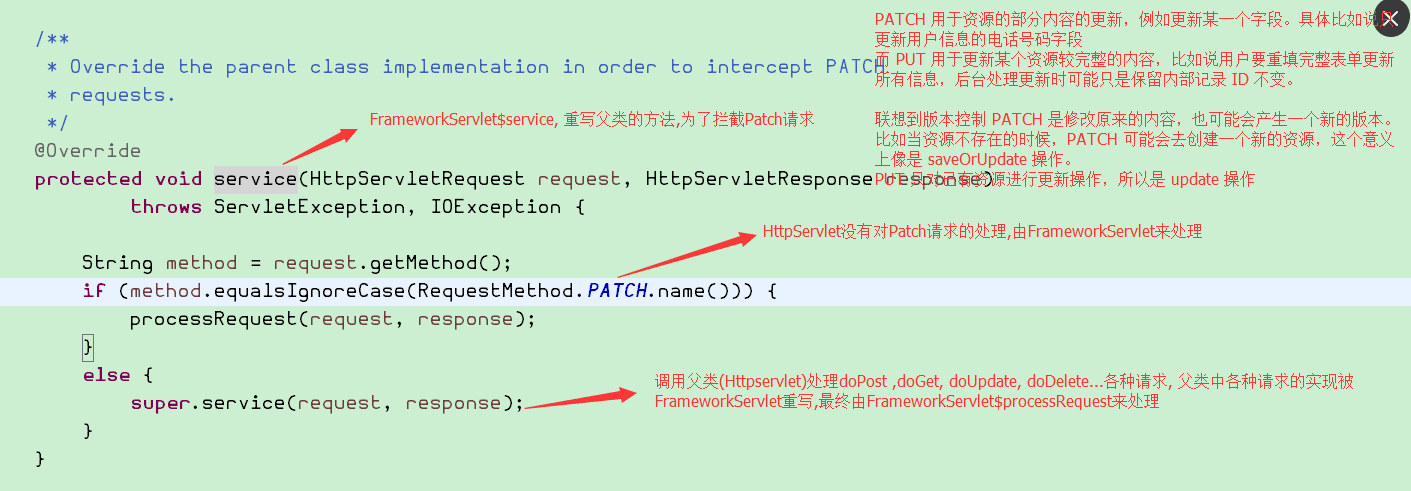 /**
 * Override the parent class implementation in order to intercept PATCH
 * requests.
 */
@Override
protected void service(HttpServletRequest request, HttpServletResponse response)
throws ServletException, IOException {
String method = request.getMethod();
if (method.equalsIgnoreCase(RequestMethod.PATCH.name())) {
processRequest(request, response);
}
else {
super.service(request, response);
}
}
PATCH 用于资源的部分内容的更新，例如更新某一个字段。具体比如说只
更新用户信息的电话号码字段
而 PUT 用于更新某个资源较完整的内容，比如说用户要重填完整表单更新
所有信息，后台处理更新时可能只是保留内部记录 ID 不变。
联想到版本控制 PATCH 是修改原来的内容，也可能会产生一个新的版本。
比如当资源不存在的时候，PATCH 可能会去创建一个新的资源，这个意义
上像是 saveOrUpdate 操作。
PUT 只对已有资源进行更新操作，所以是 update 操作
FrameworkServlet$service, 重写父类的方法,为了拦截Patch请求
HttpServlet没有对Patch请求的处理,由FrameworkServlet来处理
调用父类(Httpservlet)处理doPost ,doGet, doUpdate, doDelete...各种请求, 父类中各种请求的实现被
FrameworkServlet重写,最终由FrameworkServlet$processRequest来处理